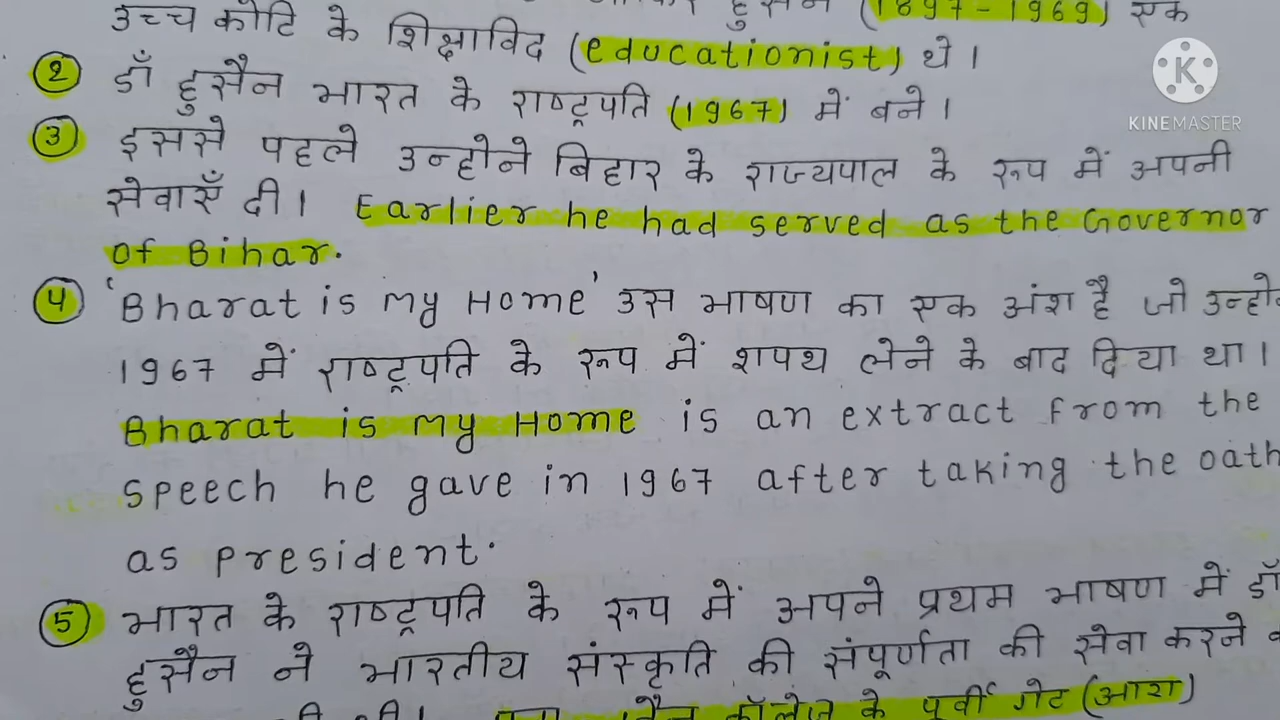 हुसैन (1897-1969) एक
उच्च कोटि के शिक्षाविद (educationist) थे।
② डॉ हुसैन भारत के राष्ट्रपति (1967) में बने।
③ इससे पहले उन्होने बिहार के राज्यपाल के रूप में अपनी
सेवाएँ दी। Earlier he had served as the Governor
of Bihar.
④ 'Bharat is my Home' उस भाषण का एक अंश है जो
1967 में राष्ट्रपति के रूप में शपथ लेने के बाद दिया था।
Bharat is my Home is an extract from the
speech he gave in 1967 after taking the oath
as president.
⑤ भारत के राष्ट्रपति के रूप में अपने प्रथम भाषण में डॉ
हुसैन ने भारतीय संस्कृति की संपूर्णता की सेवा करने
कॉलेज के पूर्वी गेट (आरा)
K
KINEMASTER